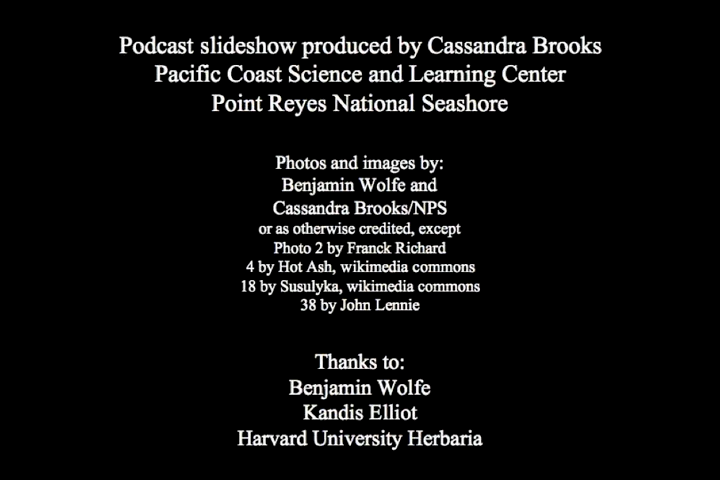 Podcast slideshow produced by Cassandra Brooks
Pacific Coast Science and Learning Center
Point Reyes National Seashore
Photos and images by:
Benjamin Wolfe and
Cassandra Brooks/NPS
or as otherwise credited, except
Photo 2 by Franck Richard
4 by Hot Ash, wikimedia commons
18 by Susulyka, wikimedia commons
38 by John Lennie
Thanks to:
Benjamin Wolfe
Kandis Elliot
Harvard University Herbaria